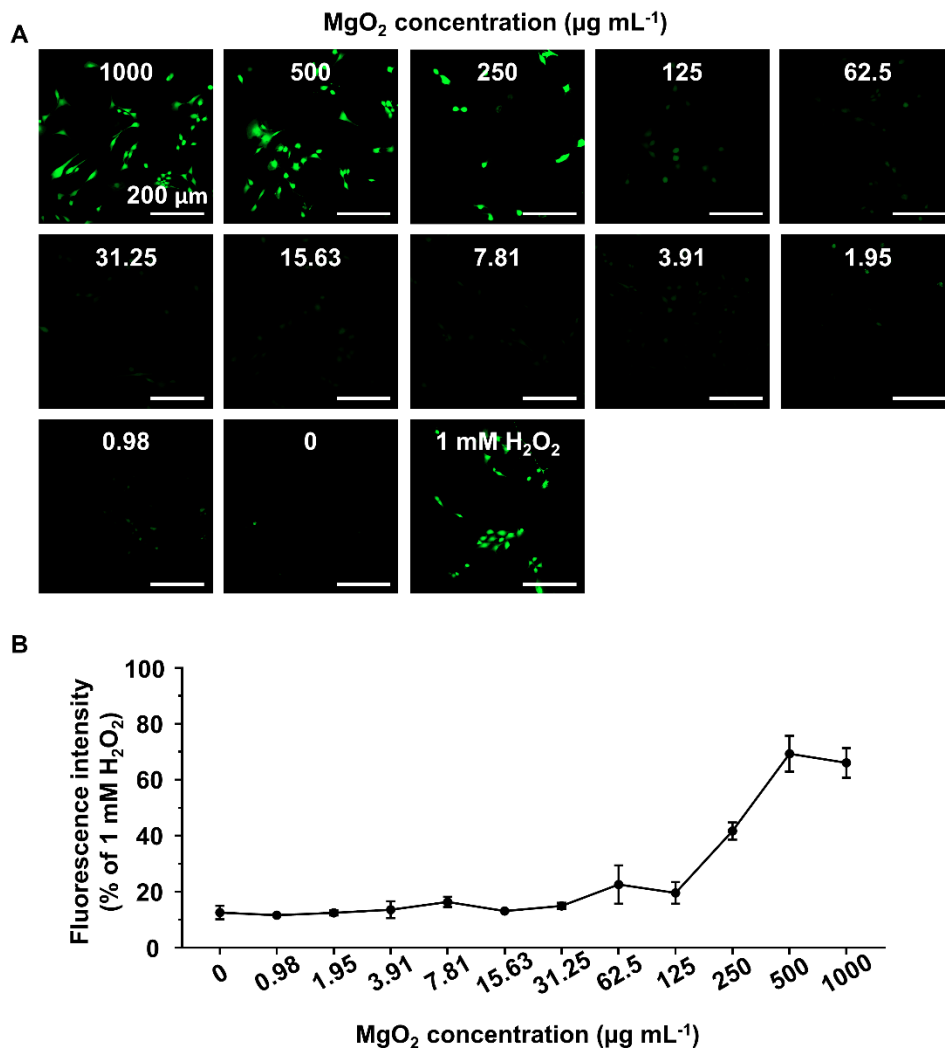 MgO₂ concentration (µg mL⁻¹)
A
1000 500 250 125 62.5
200 µm
31.25 15.63 7.81 3.91 1.95
0.98 0 1 mM H₂O₂
B
Fluorescence intensity
(% of 1 mM H₂O₂)
100
80
60
40
20
0
0 0.98 1.95 3.91 7.81 15.63 31.25 62.5 125 250 500 1000
MgO₂ concentration (µg mL⁻¹)